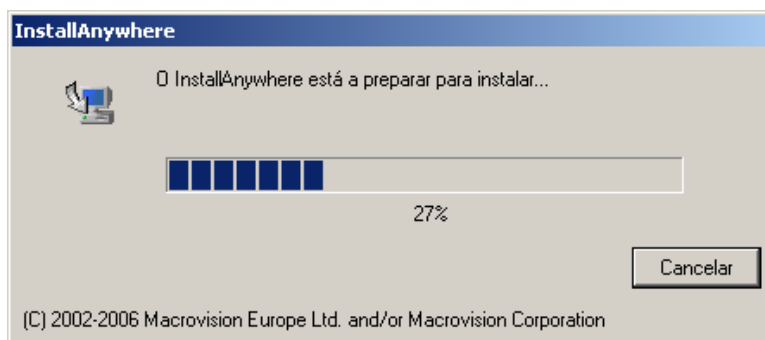 InstallAnywhere
O InstallAnywhere está a preparar para instalar...
27%
Cancelar
(C) 2002-2006 Macrovision Europe Ltd. and/or Macrovision Corporation